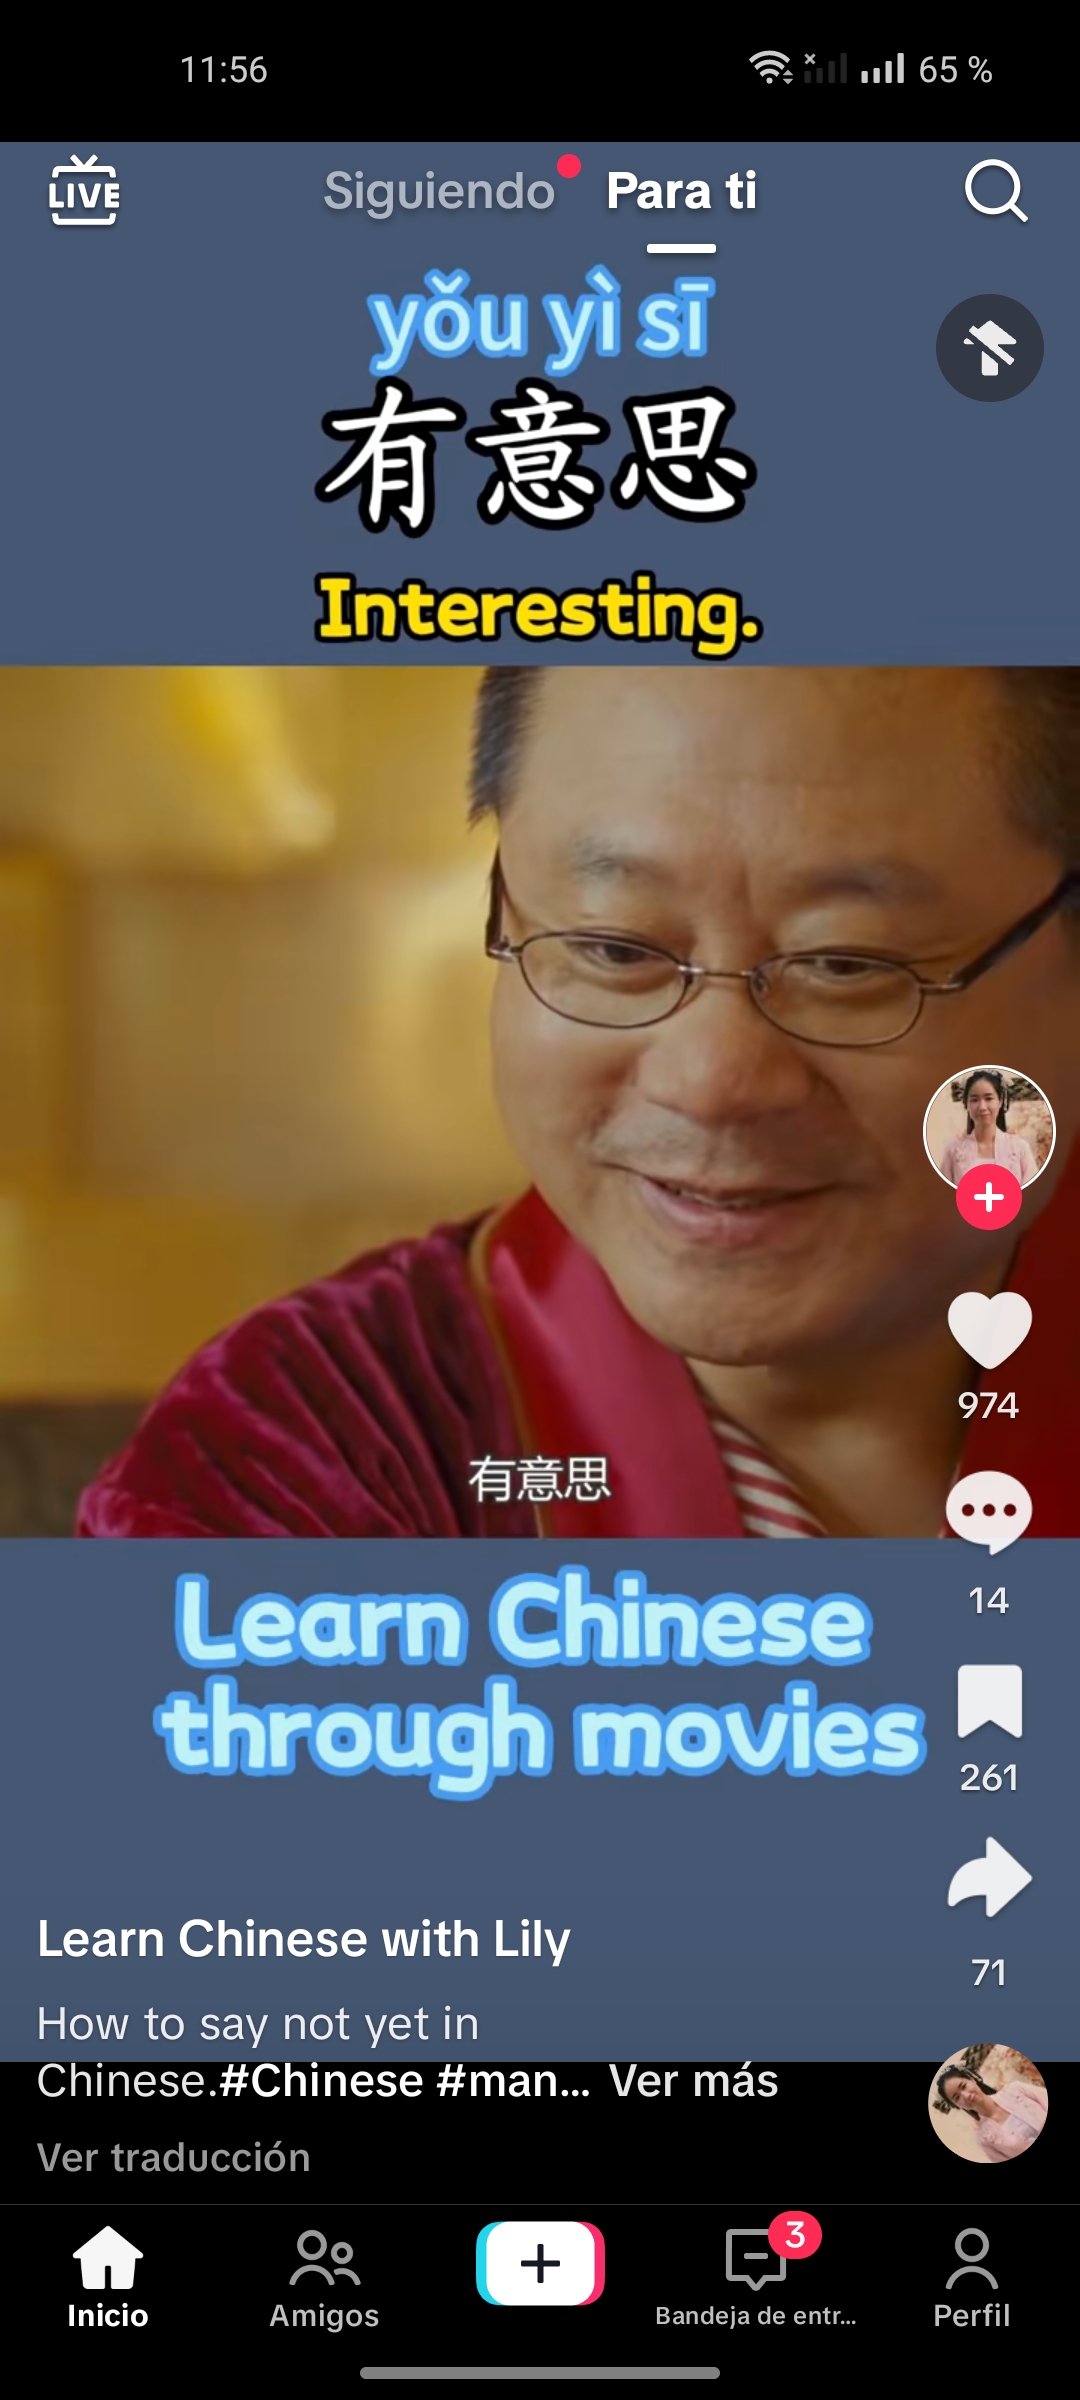 11:56
65 %
LIVE
Siguiendo
Para ti
yǒu yì sī
有意思
Interesting.
974
有意思
14
Learn Chinese
through movies
261
71
Learn Chinese with Lily
How to say not yet in
Chinese.#Chinese #man... Ver más
Ver traducción
3
Inicio
Amigos
Bandeja de entr...
Perfil